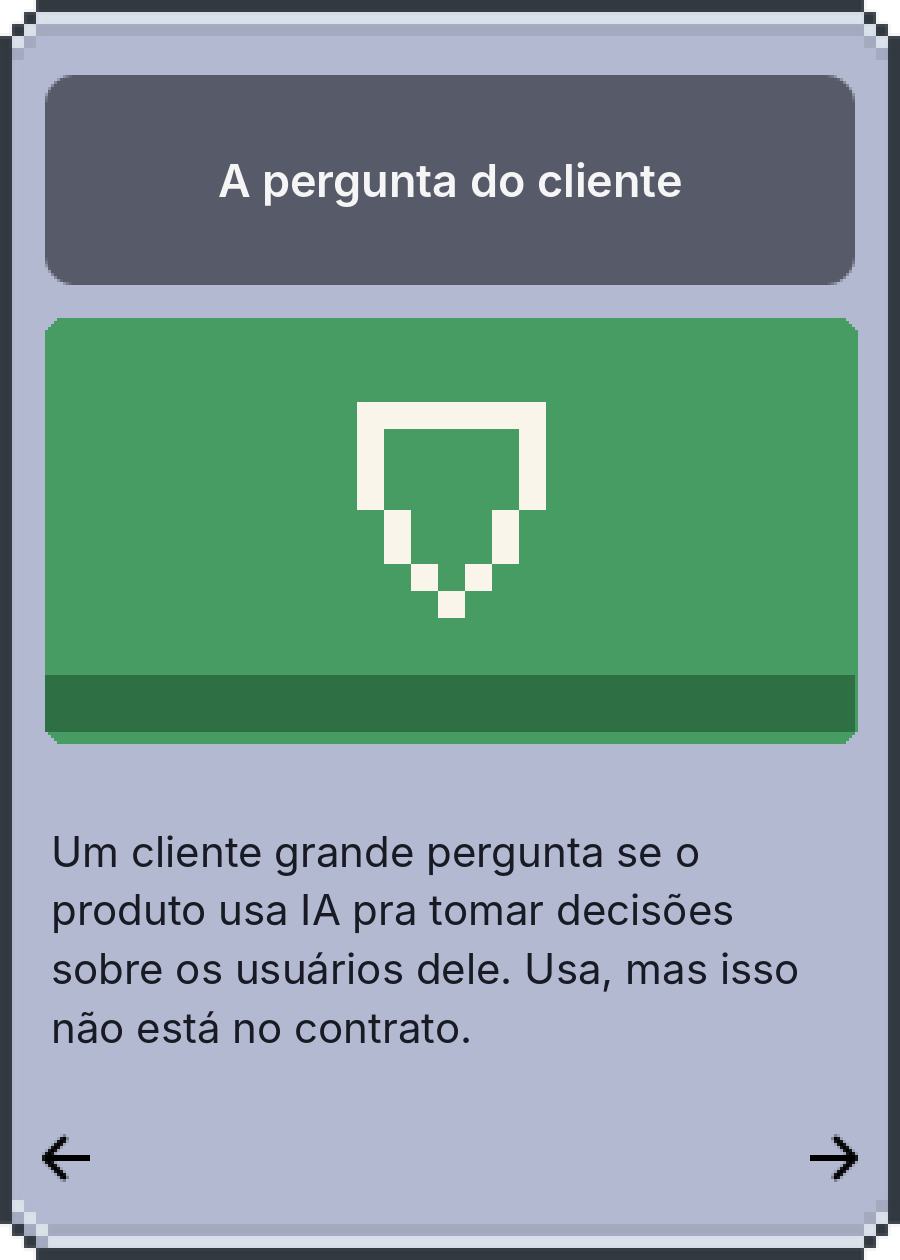 A pergunta do cliente
Um cliente grande pergunta se o
produto usa IA pra tomar decisões
sobre os usuários dele. Usa, mas isso
não está no contrato.